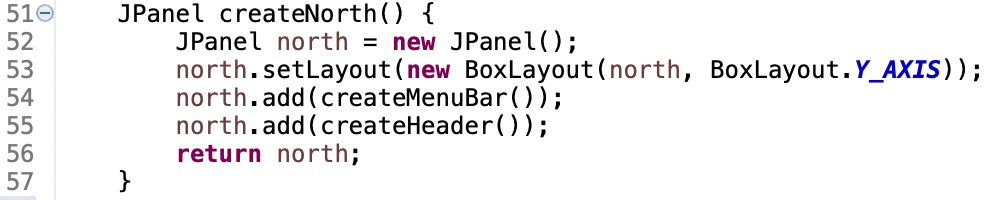 51 JPanel createNorth() {
52 JPanel north = new JPanel();
53 north.setLayout(new BoxLayout(north, BoxLayout.Y_AXIS));
54 north.add(createMenuBar());
55 north.add(createHeader());
56 return north;
57 }